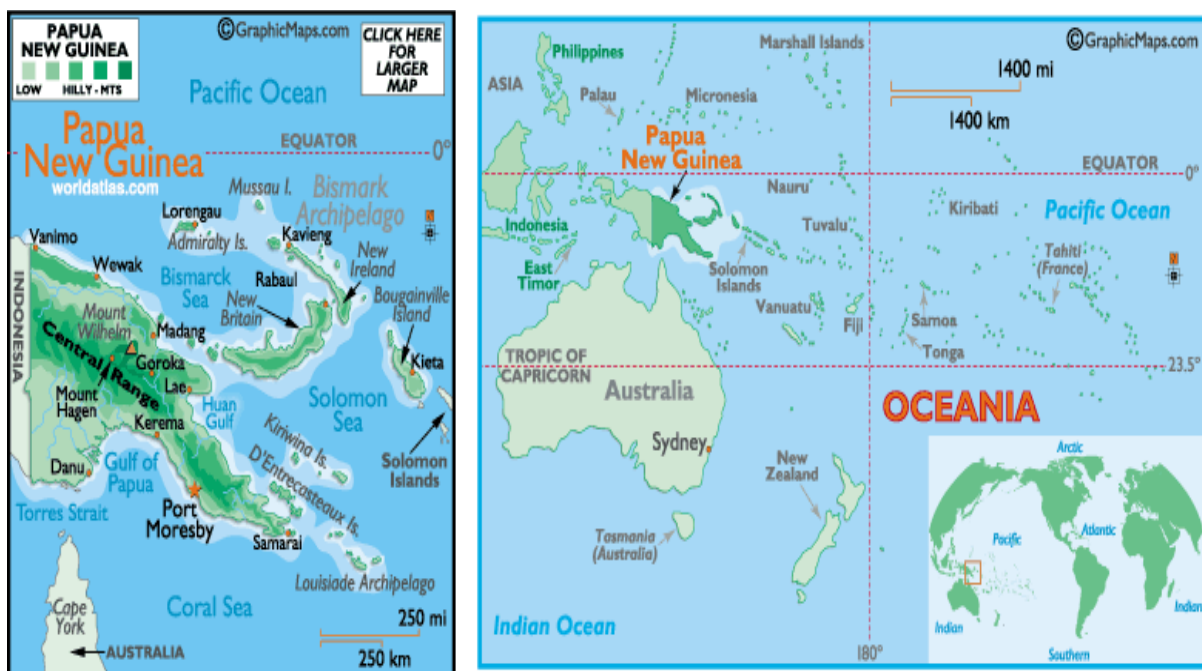 PAPUA
NEW GUINEA
LOW HILLY - MTS
©GraphicMaps.com
CLICK HERE
FOR
LARGER
MAP
Pacific Ocean
Papua
New Guinea
worldatlas.com
EQUATOR
0°
Mussau I.
Bismark
Archipelago
Lorengau
Admiralty Is.
Kavieng
Vanimo
Wewak
Bismarck
Sea
Rabaul
New
Ireland
New
Britain
Bougainville
Island
INDONESIA
Mount
Wilhelm
Madang
Central Range
Goroka
Kieta
Mount
Hagen
Lae
Huan
Gulf
Solomon
Sea
Kerema
Kiriwina Is.
D'Entrecasteaux Is.
Solomon
Islands
Danu
Gulf of
Papua
Torres Strait
Port
Moresby
Samarai
Louisiade Archipelago
Coral Sea
Cape
York
AUSTRALIA
250 mi
250 km
Philippines
Marshall Islands
©GraphicMaps.com
ASIA
1400 mi
Palau
Micronesia
1400 km
Papua
New Guinea
EQUATOR
0°
Nauru
Kiribati
Pacific Ocean
Indonesia
Tuvalu
East
Timor
Solomon
Islands
Tahiti
(France)
Vanuatu
Fiji
Samoa
Tonga
TROPIC OF
CAPRICORN
23.5°
Australia
OCEANIA
Sydney
New
Zealand
Tasmania
(Australia)
Indian Ocean
180°
Arctic
Pacific
Atlantic
Indian
Indian
Southern